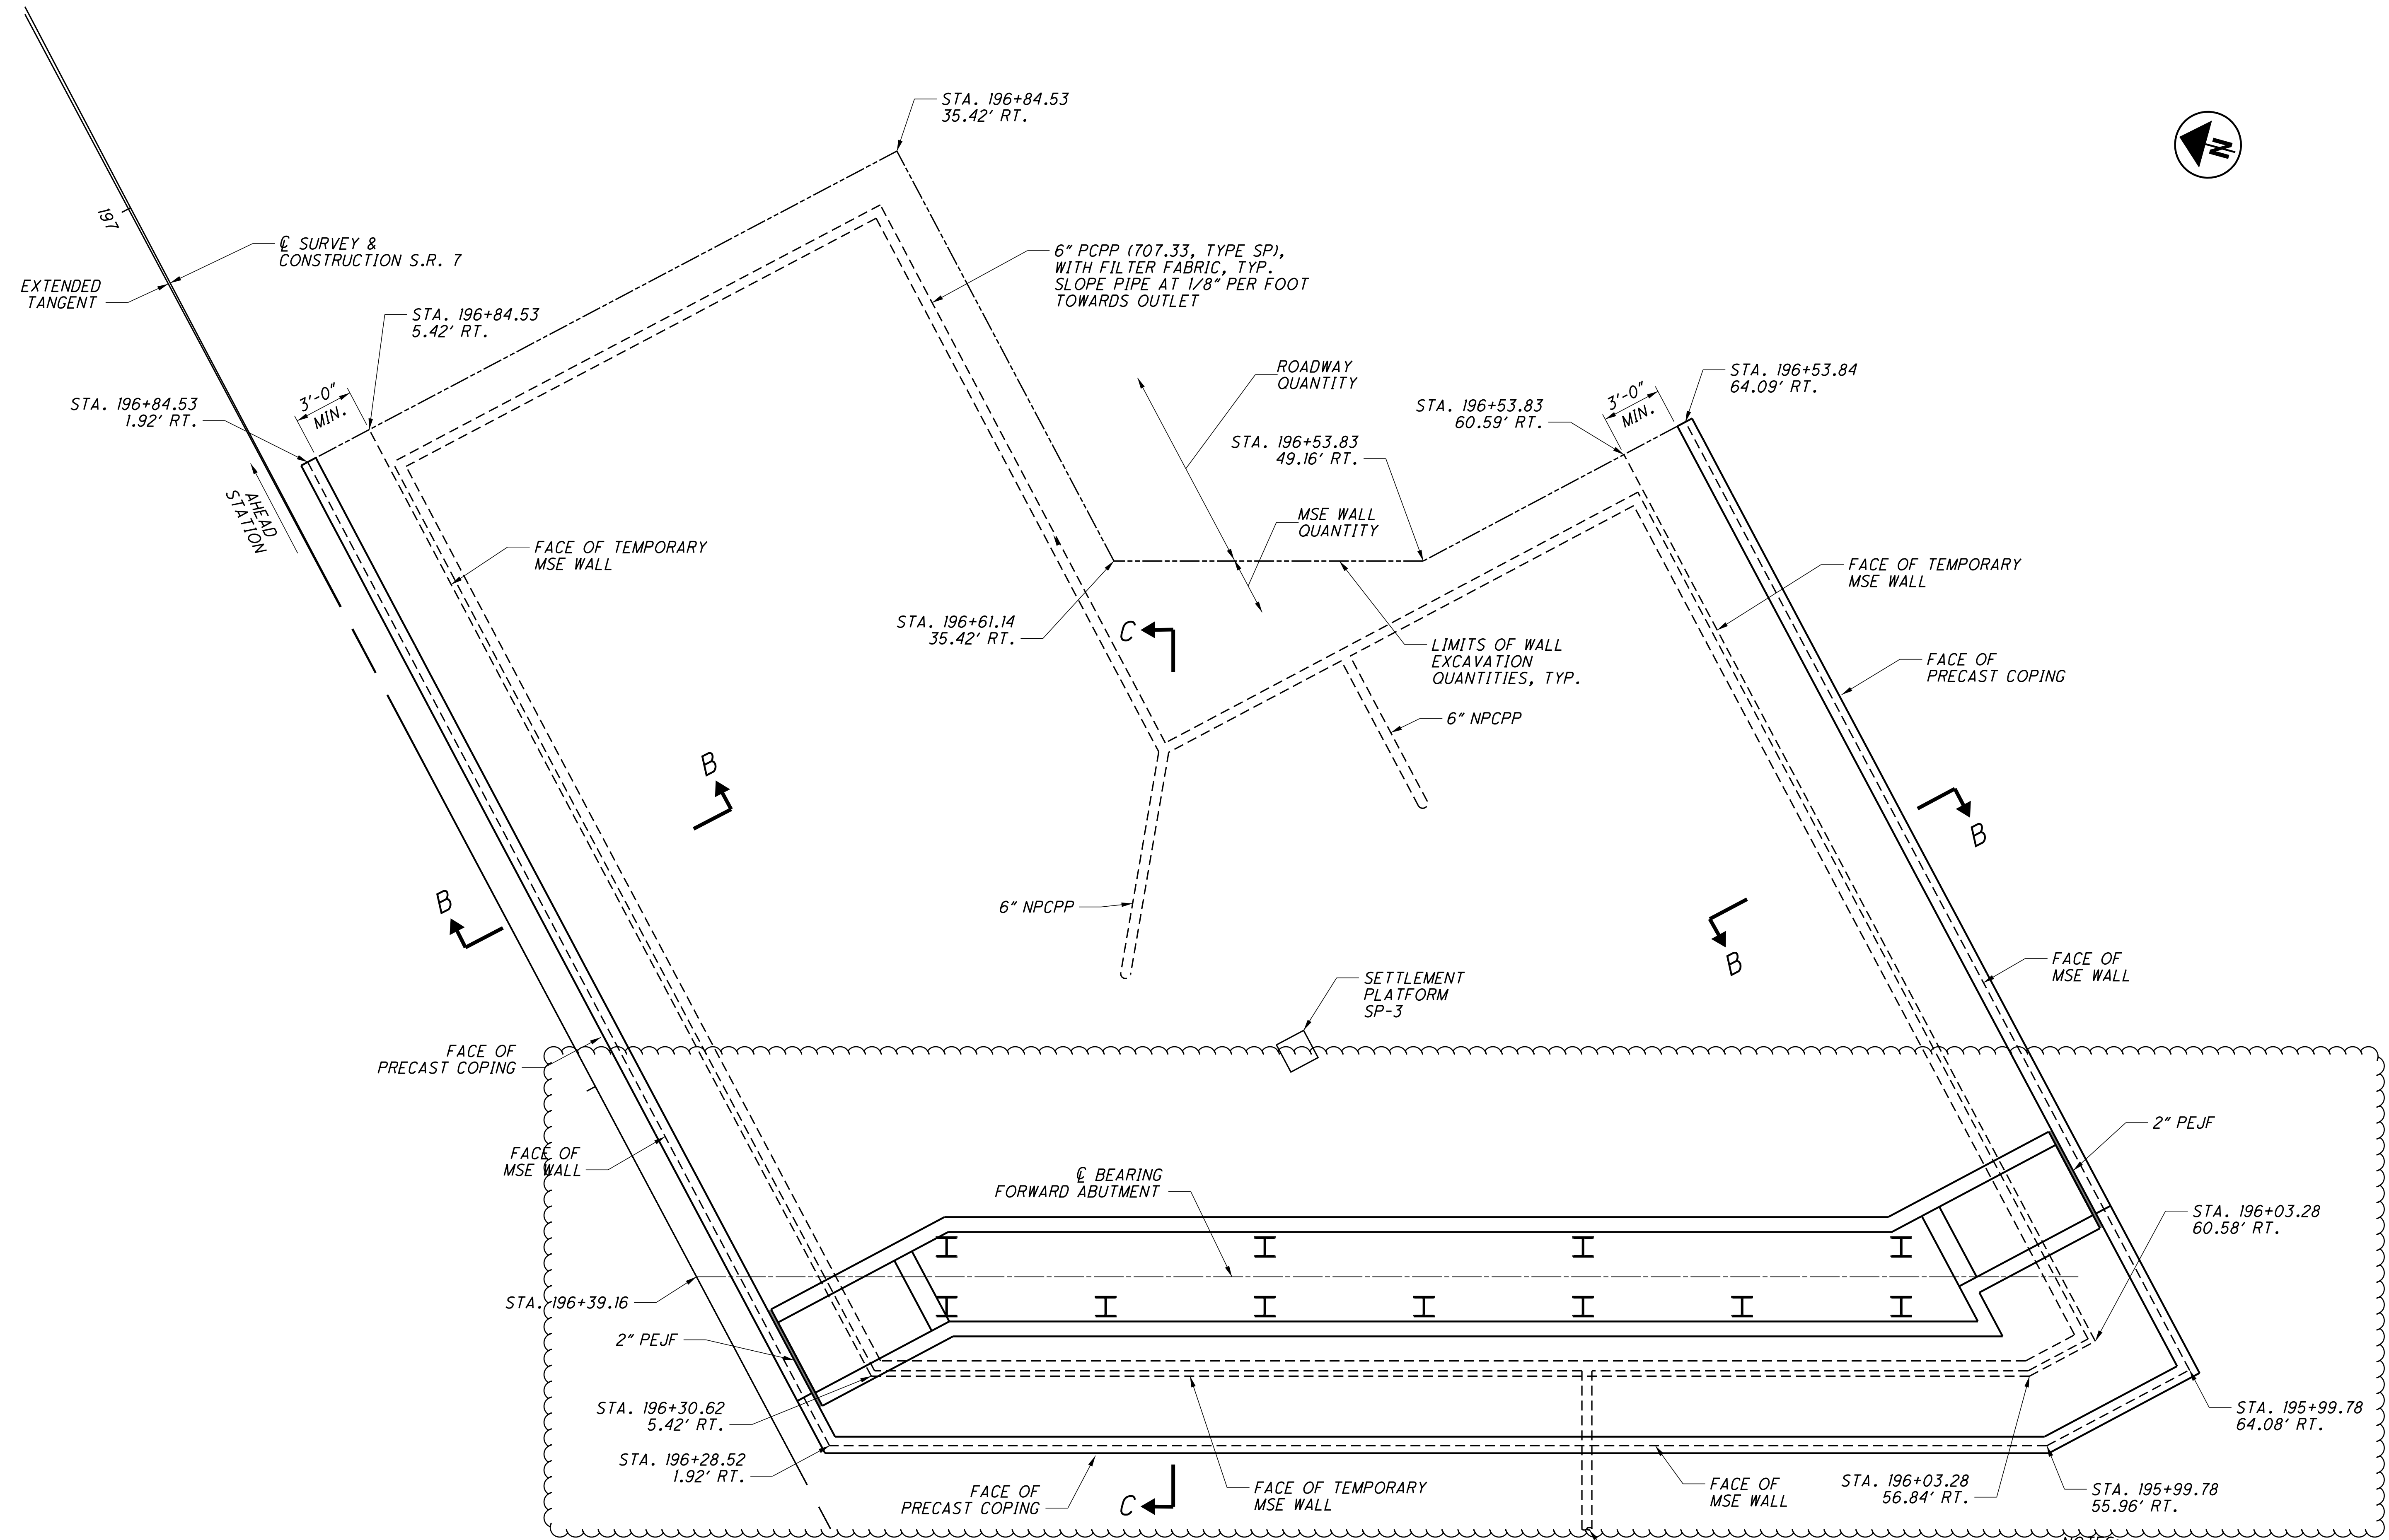 STA. 196+84.53
35.42' RT.
N
197
℄ SURVEY &
CONSTRUCTION S.R. 7
EXTENDED
TANGENT
6" PCPP (707.33, TYPE SP),
WITH FILTER FABRIC, TYP.
SLOPE PIPE AT 1/8" PER FOOT
TOWARDS OUTLET
STA. 196+84.53
5.42' RT.
ROADWAY
QUANTITY
STA. 196+53.84
64.09' RT.
3'-0"
MIN.
STA. 196+84.53
1.92' RT.
3'-0"
MIN.
STA. 196+53.83
60.59' RT.
STA. 196+53.83
49.16' RT.
AHEAD
STATION
MSE WALL
QUANTITY
FACE OF TEMPORARY
MSE WALL
FACE OF TEMPORARY
MSE WALL
STA. 196+61.14
35.42' RT.
C
LIMITS OF WALL
EXCAVATION
QUANTITIES, TYP.
FACE OF
PRECAST COPING
6" NPCPP
B
B
B
6" NPCPP
B
FACE OF
MSE WALL
SETTLEMENT
PLATFORM
SP-3
FACE OF
PRECAST COPING
2" PEJF
FACE OF
MSE WALL
℄ BEARING
FORWARD ABUTMENT
STA. 196+03.28
60.58' RT.
STA. 196+39.16
2" PEJF
STA. 196+30.62
5.42' RT.
STA. 195+99.78
64.08' RT.
STA. 196+28.52
1.92' RT.
FACE OF
PRECAST COPING
C
FACE OF TEMPORARY
MSE WALL
FACE OF
MSE WALL
STA. 196+03.28
56.84' RT.
STA. 195+99.78
55.96' RT.